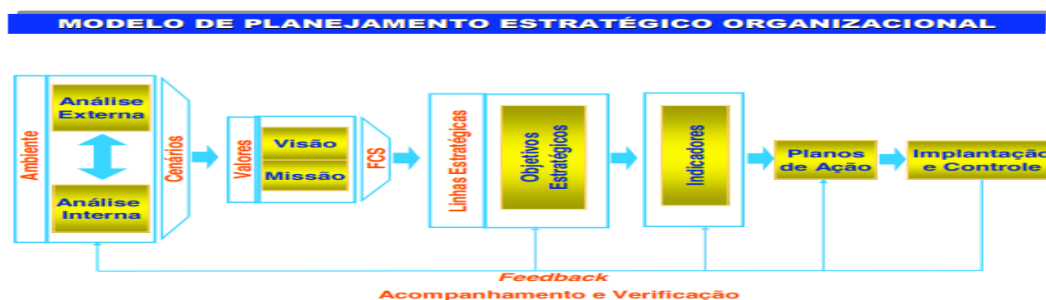 MODELO DE PLANEJAMENTO ESTRATÉGICO ORGANIZACIONAL
Ambiente
Análise
Externa
Análise
Interna
Cenários
Valores
Visão
Missão
FCS
Linhas Estratégicas
Objetivos
Estratégicos
Indicadores
Planos
de Ação
Implantação
e Controle
Feedback
Acompanhamento e Verificação